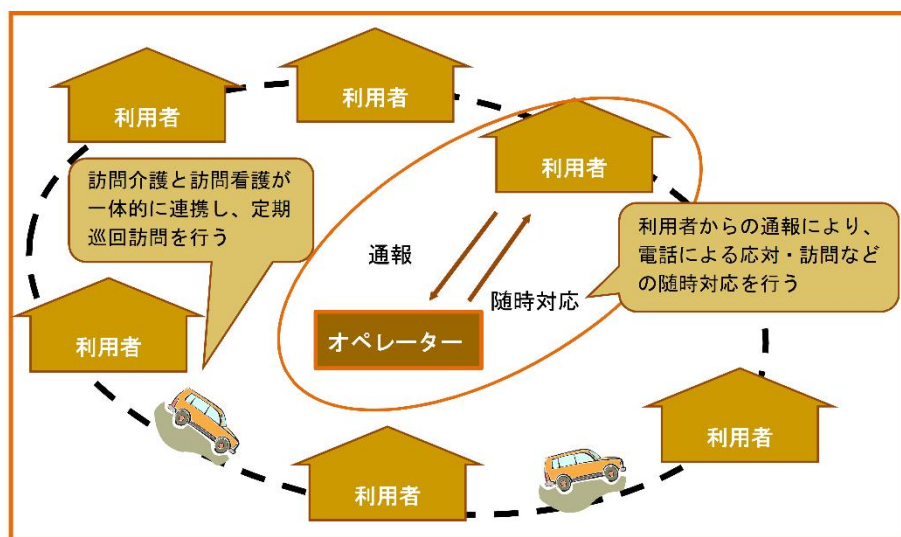 利用者
利用者
利用者
訪問介護と訪問看護が
一体的に連携し、定期
巡回訪問を行う
利用者からの通報により、
電話による応対・訪問など
の随時対応を行う
通報
随時対応
オペレーター
利用者
利用者
利用者